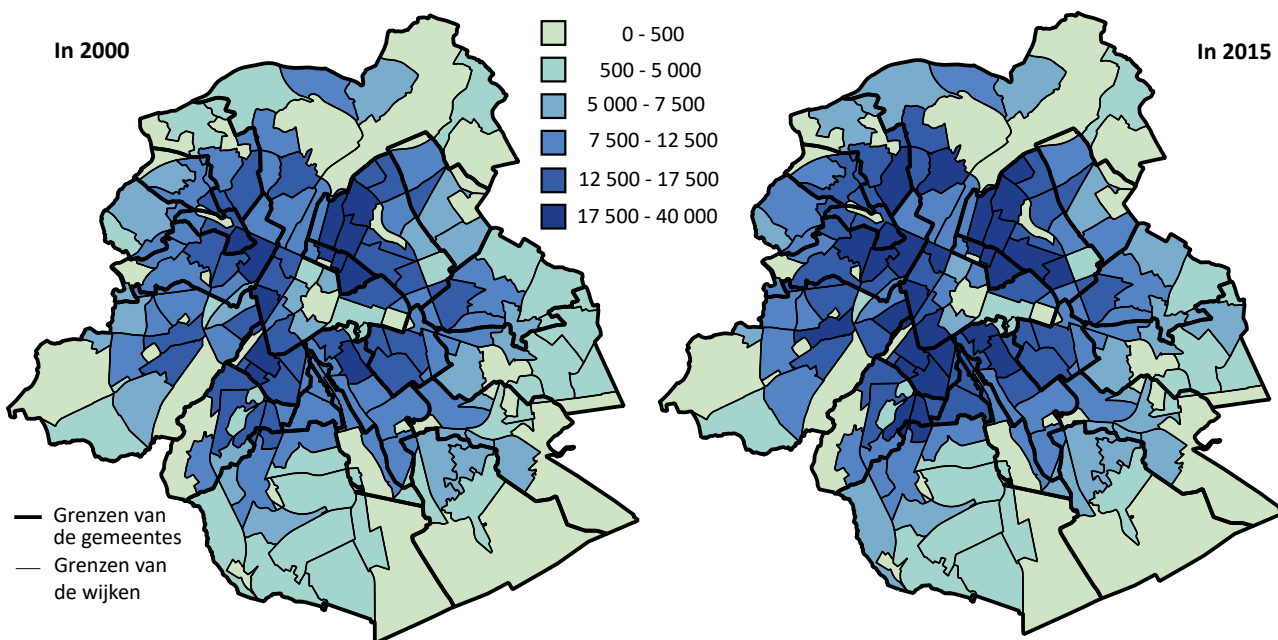 In 2000
0 - 500
500 - 5 000
5 000 - 7 500
7 500 - 12 500
12 500 - 17 500
17 500 - 40 000
In 2015
Grenzen van
de gemeentes
Grenzen van
de wijken